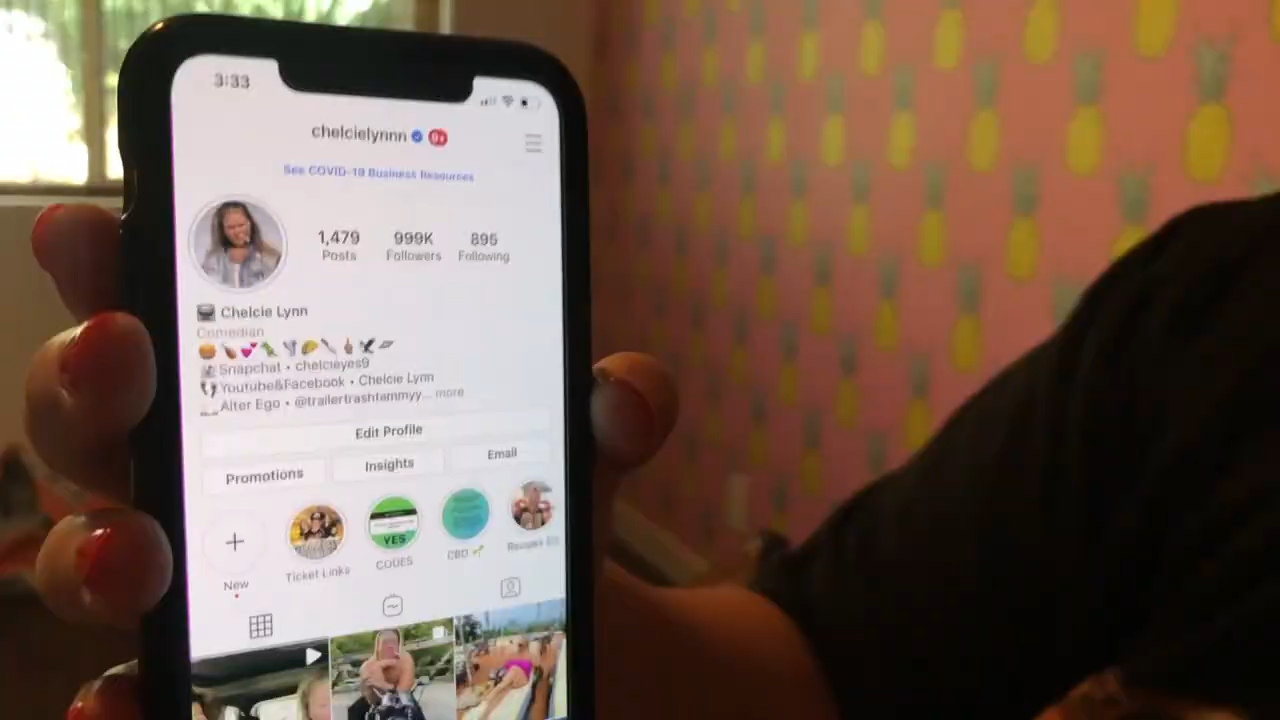 3:33
chelcielynnn 9+
See COVID-19 Business Resources
1,479 999K 895
Posts Followers Following
Chelcie Lynn
Comedian
Snapchat • chelcieyes9
Youtube&Facebook • Chelcie Lynn
Alter Ego • @trailertrashtammyy... more
Edit Profile
Promotions Insights Email
YES
New Ticket Links CODES CBD